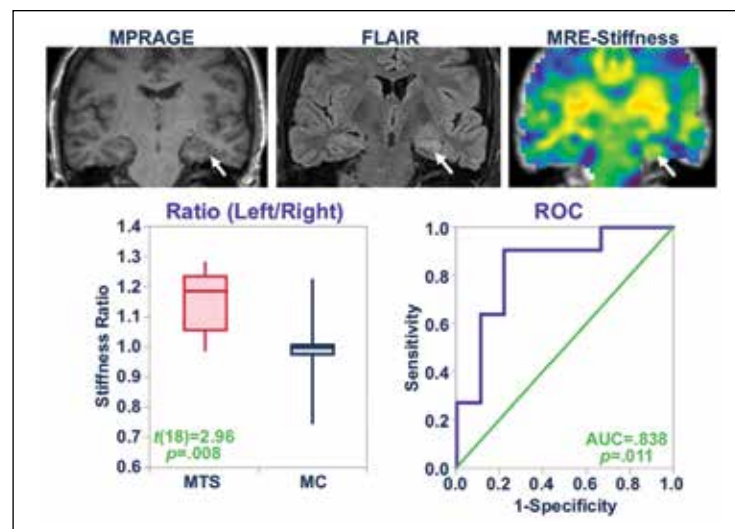 MPRAGE
FLAIR
MRE-Stiffness
Ratio (Left/Right)
Stiffness Ratio
1.4
1.3
1.2
1.1
1.0
0.9
0.8
0.7
0.6
t(18)=2.96
p=.008
MTS
MC
ROC
Sensitivity
1.0
0.8
0.6
0.4
0.2
0.0
AUC=.838
p=.011
0.0 0.2 0.4 0.6 0.8 1.0
1-Specificity